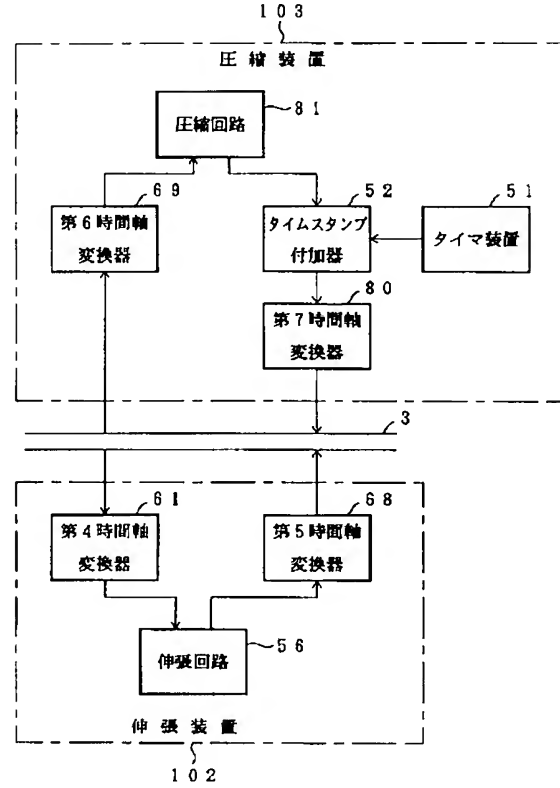 103
圧縮装置
81
圧縮回路
69
52
51
第6時間軸
変換器
タイムスタンプ
付加器
タイマ装置
80
第7時間軸
変換器
3
61
68
第4時間軸
変換器
第5時間軸
変換器
伸張回路
56
伸張装置
102